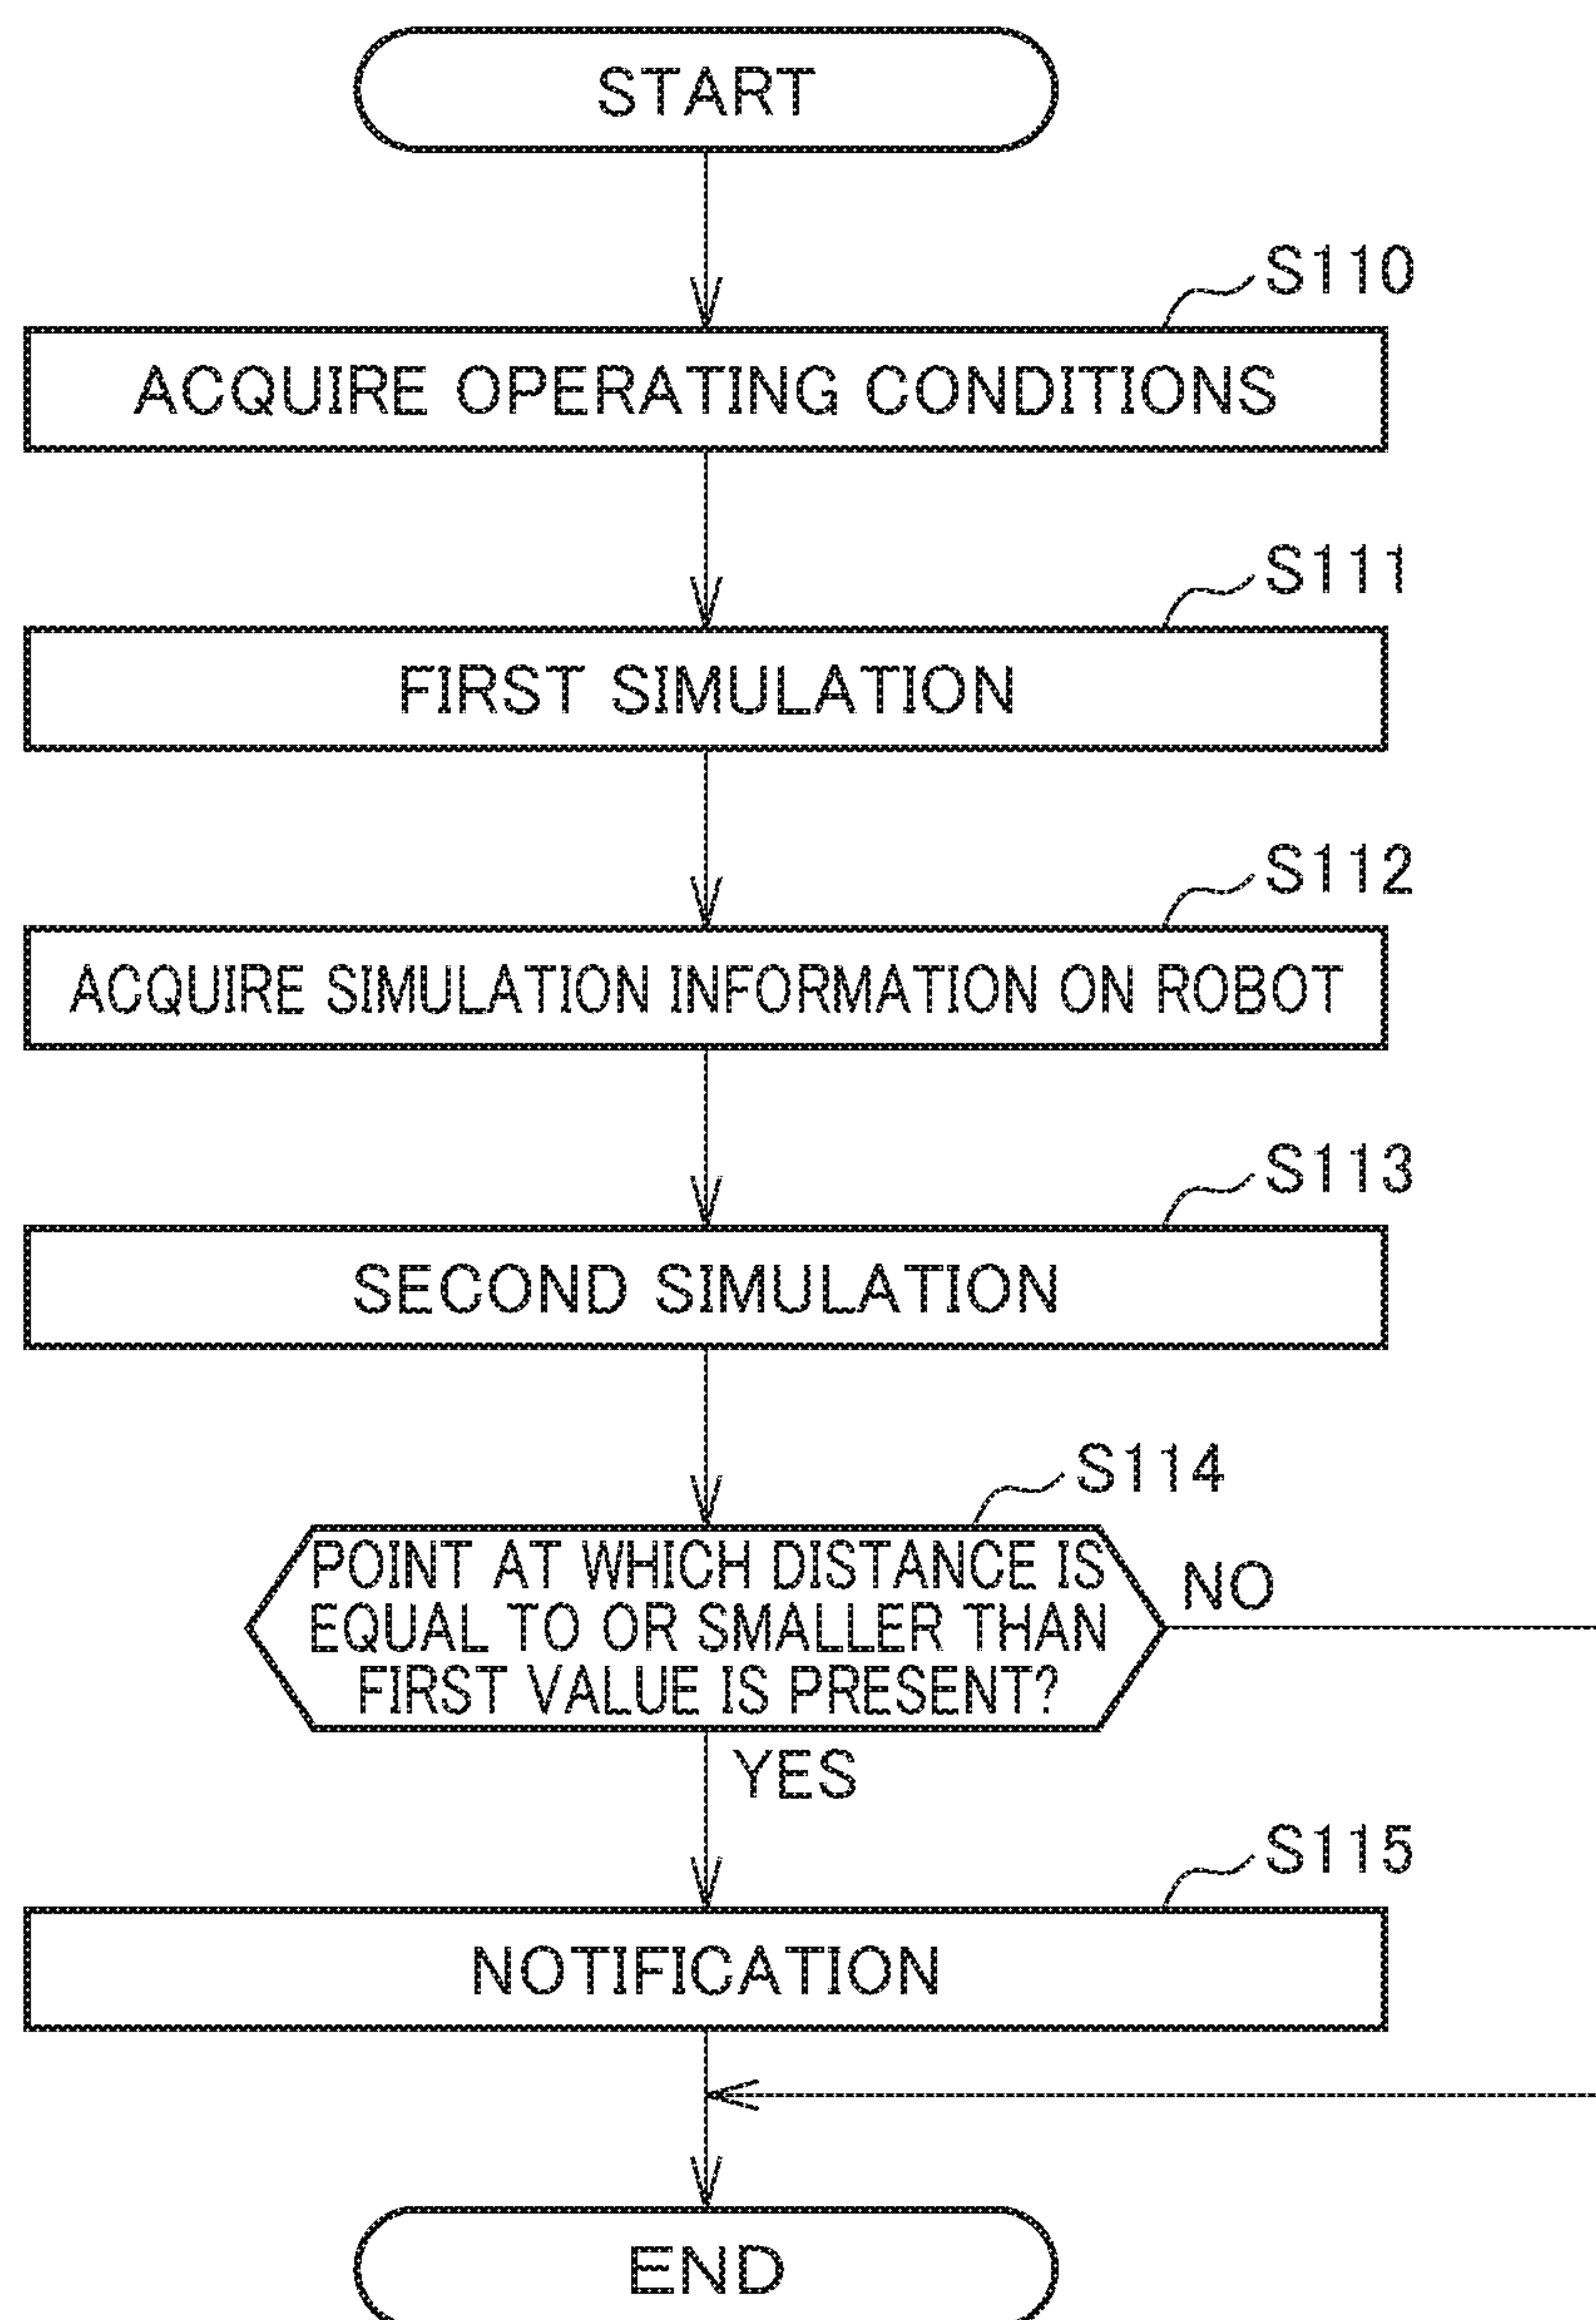 START
S110
ACQUIRE OPERATING CONDITIONS
S111
FIRST SIMULATION
S112
ACQUIRE SIMULATION INFORMATION ON ROBOT
S113
SECOND SIMULATION
S114
POINT AT WHICH DISTANCE IS
EQUAL TO OR SMALLER THAN
FIRST VALUE IS PRESENT?
NO
YES
S115
NOTIFICATION
END